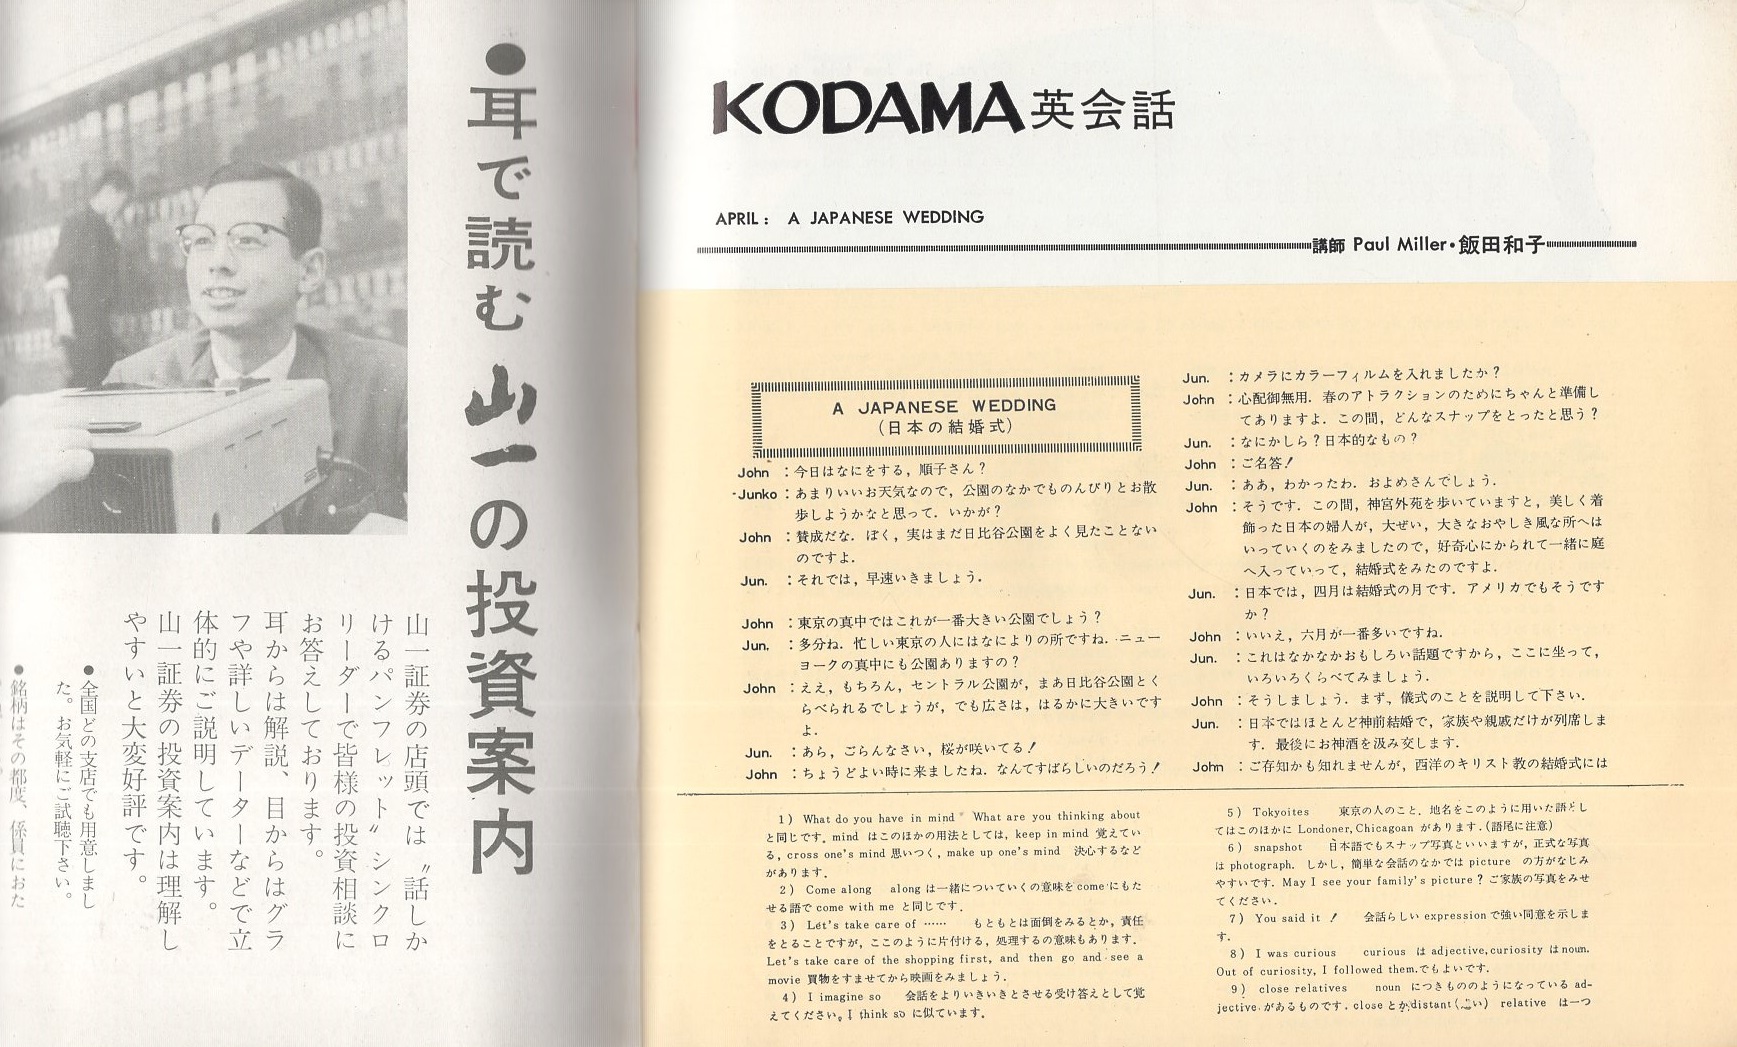 ●耳で読む山一の投資案内
山一証券の店頭では〝話しか
けるパンフレット〟シンクロ
リーダーで皆様の投資相談に
お答えしております。
耳からは解説、目からはグラ
フや詳しいデーターなどで立
体的にご説明しています。
山一証券の投資案内は理解し
やすいと大変好評です。
●全国どの支店でも用意しまし
た。お気軽にご試聴下さい。
●銘柄はその都度、係員におた
KODAMA英会話
APRIL： A JAPANESE WEDDING
講師 Paul Miller・飯田和子
A JAPANESE WEDDING
（日本の結婚式）
John ：今日はなにをする，順子さん？
Junko：あまりいいお天気なので，公園のなかでものんびりとお散
歩しようかなと思って．いかが？
John ：賛成だな．ぼく，実はまだ日比谷公園をよく見たことない
のですよ．
Jun. ：それでは，早速いきましょう．
John ：東京の真中ではこれが一番大きい公園でしょう？
Jun. ：多分ね．忙しい東京の人にはなによりの所ですね．ニュー
ヨークの真中にも公園ありますの？
John ：ええ，もちろん，セントラル公園が，まあ日比谷公園とく
らべられるでしょうが，でも広さは，はるかに大きいです
よ．
Jun. ：あら，ごらんなさい，桜が咲いてる！
John ：ちょうどよい時に来ましたね．なんてすばらしいのだろう！
Jun. ：カメラにカラーフィルムを入れましたか？
John ：心配御無用．春のアトラクションのためにちゃんと準備し
てありますよ．この間，どんなスナップをとったと思う？
Jun. ：なにかしら？日本的なもの？
John ：ご名答！
Jun. ：ああ，わかったわ．およめさんでしょう．
John ：そうです．この間，神宮外苑を歩いていますと，美しく着
飾った日本の婦人が，大ぜい，大きなおやしき風な所へは
いっていくのをみましたので，好奇心にかられて一緒に庭
へ入っていって，結婚式をみたのですよ．
Jun. ：日本では，四月は結婚式の月です．アメリカでもそうです
か？
John ：いいえ，六月が一番多いですね．
Jun. ：これはなかなかおもしろい話題ですから，ここに坐って，
いろいろくらべてみましょう．
John ：そうしましょう．まず，儀式のことを説明して下さい．
Jun. ：日本ではほとんど神前結婚で，家族や親戚だけが列席しま
す．最後にお神酒を汲み交します．
John ：ご存知かも知れませんが，西洋のキリスト教の結婚式には
1） What do you have in mind What are you thinking about
と同じです．mind はこのほかの用法としては，keep in mind 覚えてい
る，cross one's mind 思いつく，make up one's mind 決心するなど
があります．
2） Come along along は一緒についていくの意味を come にもた
せる語で come with me と同じです．
3） Let's take care of …… もともとは面倒をみるとか，責任
をとることですが，ここのように片付ける，処理するの意味もあります．
Let's take care of the shopping first, and then go and see a
movie 買物をすませてから映画をみましょう．
4） I imagine so 会話をよりいきいきとさせる受け答えとして覚
えてください．I think so に似ています．
5） Tokyoites 東京の人のこと．地名をこのように用いた語とし
てはこのほかに Londoner, Chicagoan があります．（語尾に注意）
6） snapshot 日本語でもスナップ写真といいますが，正式な写真
は photograph．しかし，簡単な会話のなかでは picture の方がなじみ
やすいです．May I see your family's picture？ ご家族の写真をみせ
てください．
7） You said it ！ 会話らしい expression で強い同意を示しま
す．
8） I was curious curious は adjective, curiosity は noun.
Out of curiosity, I followed them. でもよいです．
9） close relatives noun につきもののようになっている ad-
jective があるものです．close とか distant（い） relative は一つ